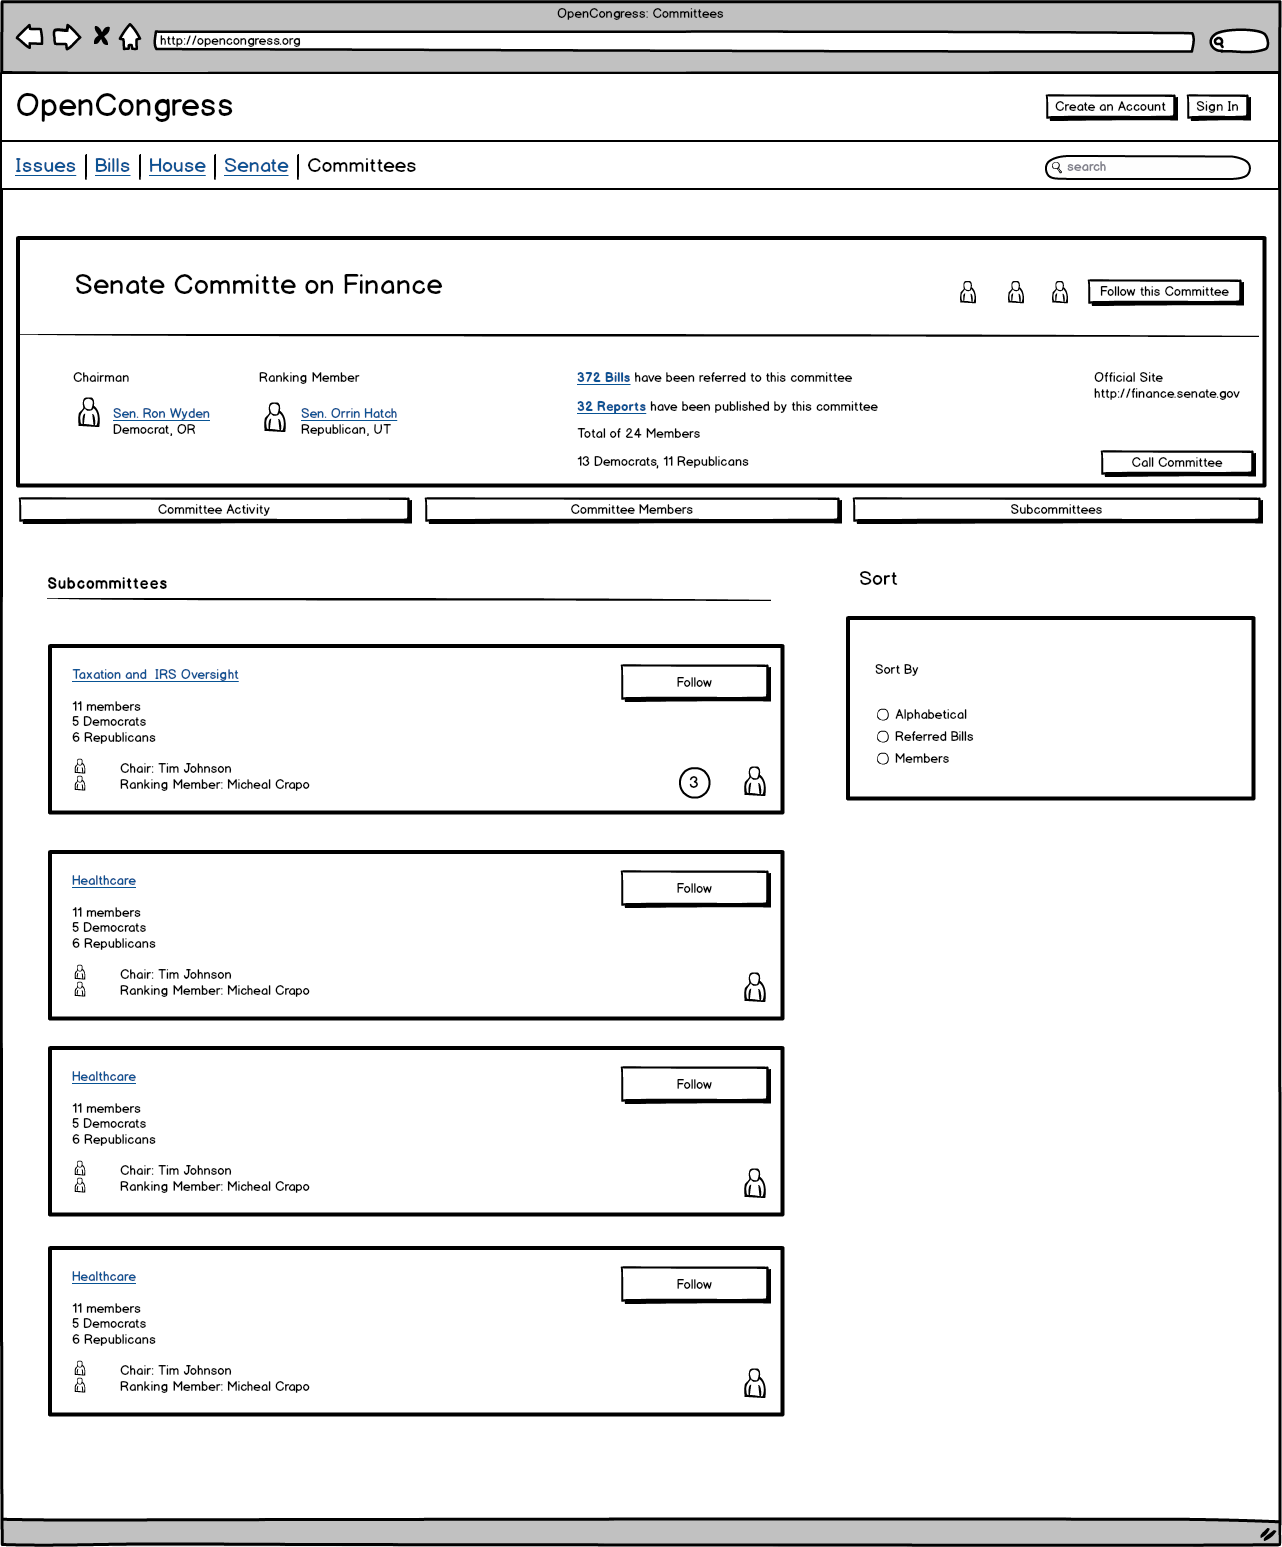 OpenCongress: Committees
http://opencongress.org
OpenCongress
Create an Account
Sign In
Issues
Bills
House
Senate
Committees
search
Senate Committe on Finance
Follow this Committee
Chairman
Sen. Ron Wyden
Democrat, OR
Ranking Member
Sen. Orrin Hatch
Republican, UT
372 Bills have been referred to this committee
32 Reports have been published by this committee
Total of 24 Members
13 Democrats, 11 Republicans
Official Site
http://finance.senate.gov
Call Committee
Committee Activity
Committee Members
Subcommittees
Subcommittees
Taxation and IRS Oversight
Follow
11 members
5 Democrats
6 Republicans
Chair: Tim Johnson
Ranking Member: Micheal Crapo
3
Healthcare
Follow
11 members
5 Democrats
6 Republicans
Chair: Tim Johnson
Ranking Member: Micheal Crapo
Healthcare
Follow
11 members
5 Democrats
6 Republicans
Chair: Tim Johnson
Ranking Member: Micheal Crapo
Healthcare
Follow
11 members
5 Democrats
6 Republicans
Chair: Tim Johnson
Ranking Member: Micheal Crapo
Sort
Sort By
Alphabetical
Referred Bills
Members